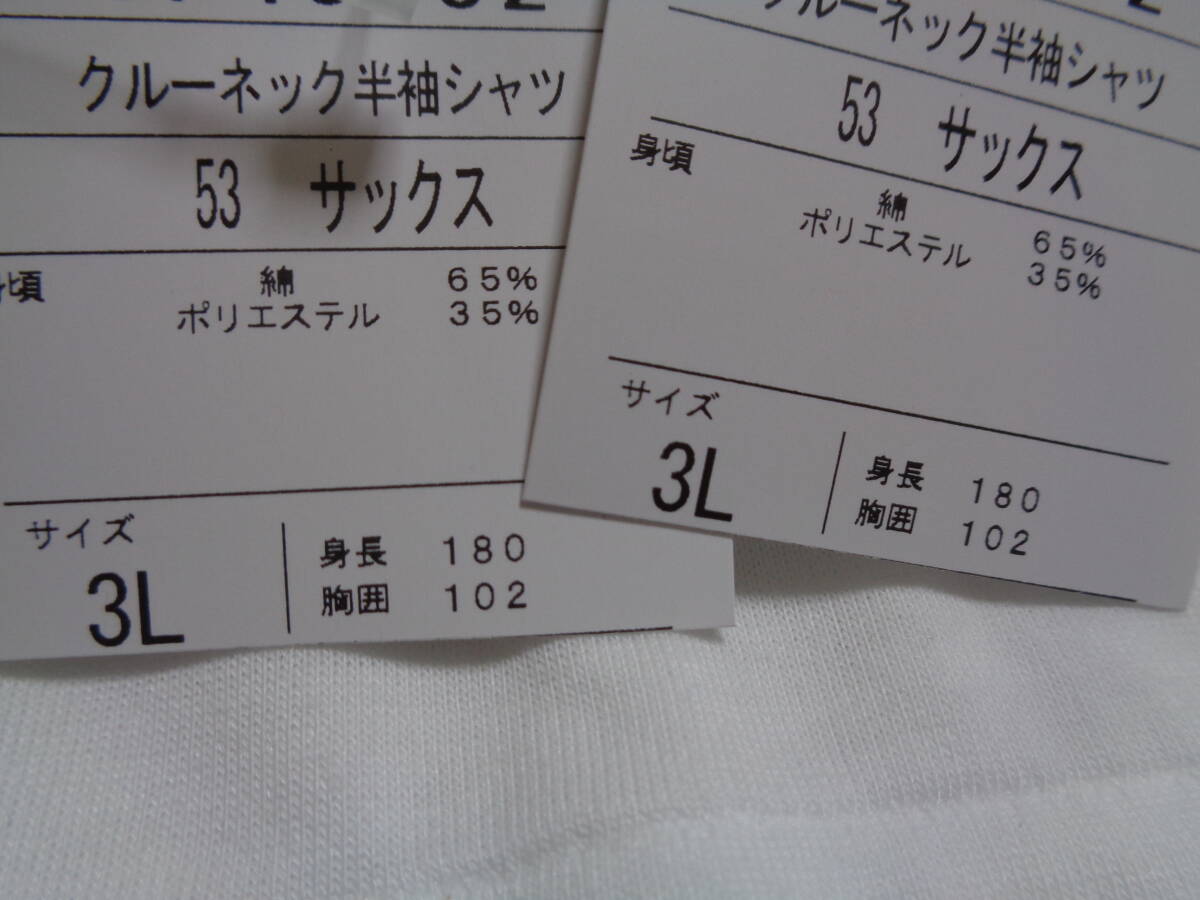 クルーネック半袖シャツ
53 サックス
身頃 綿 65%
ポリエステル 35%
サイズ
3L
身長 180
胸囲 102
クルーネック半袖シャツ
53 サックス
身頃
綿 65%
ポリエステル 35%
サイズ
3L
身長 180
胸囲 102